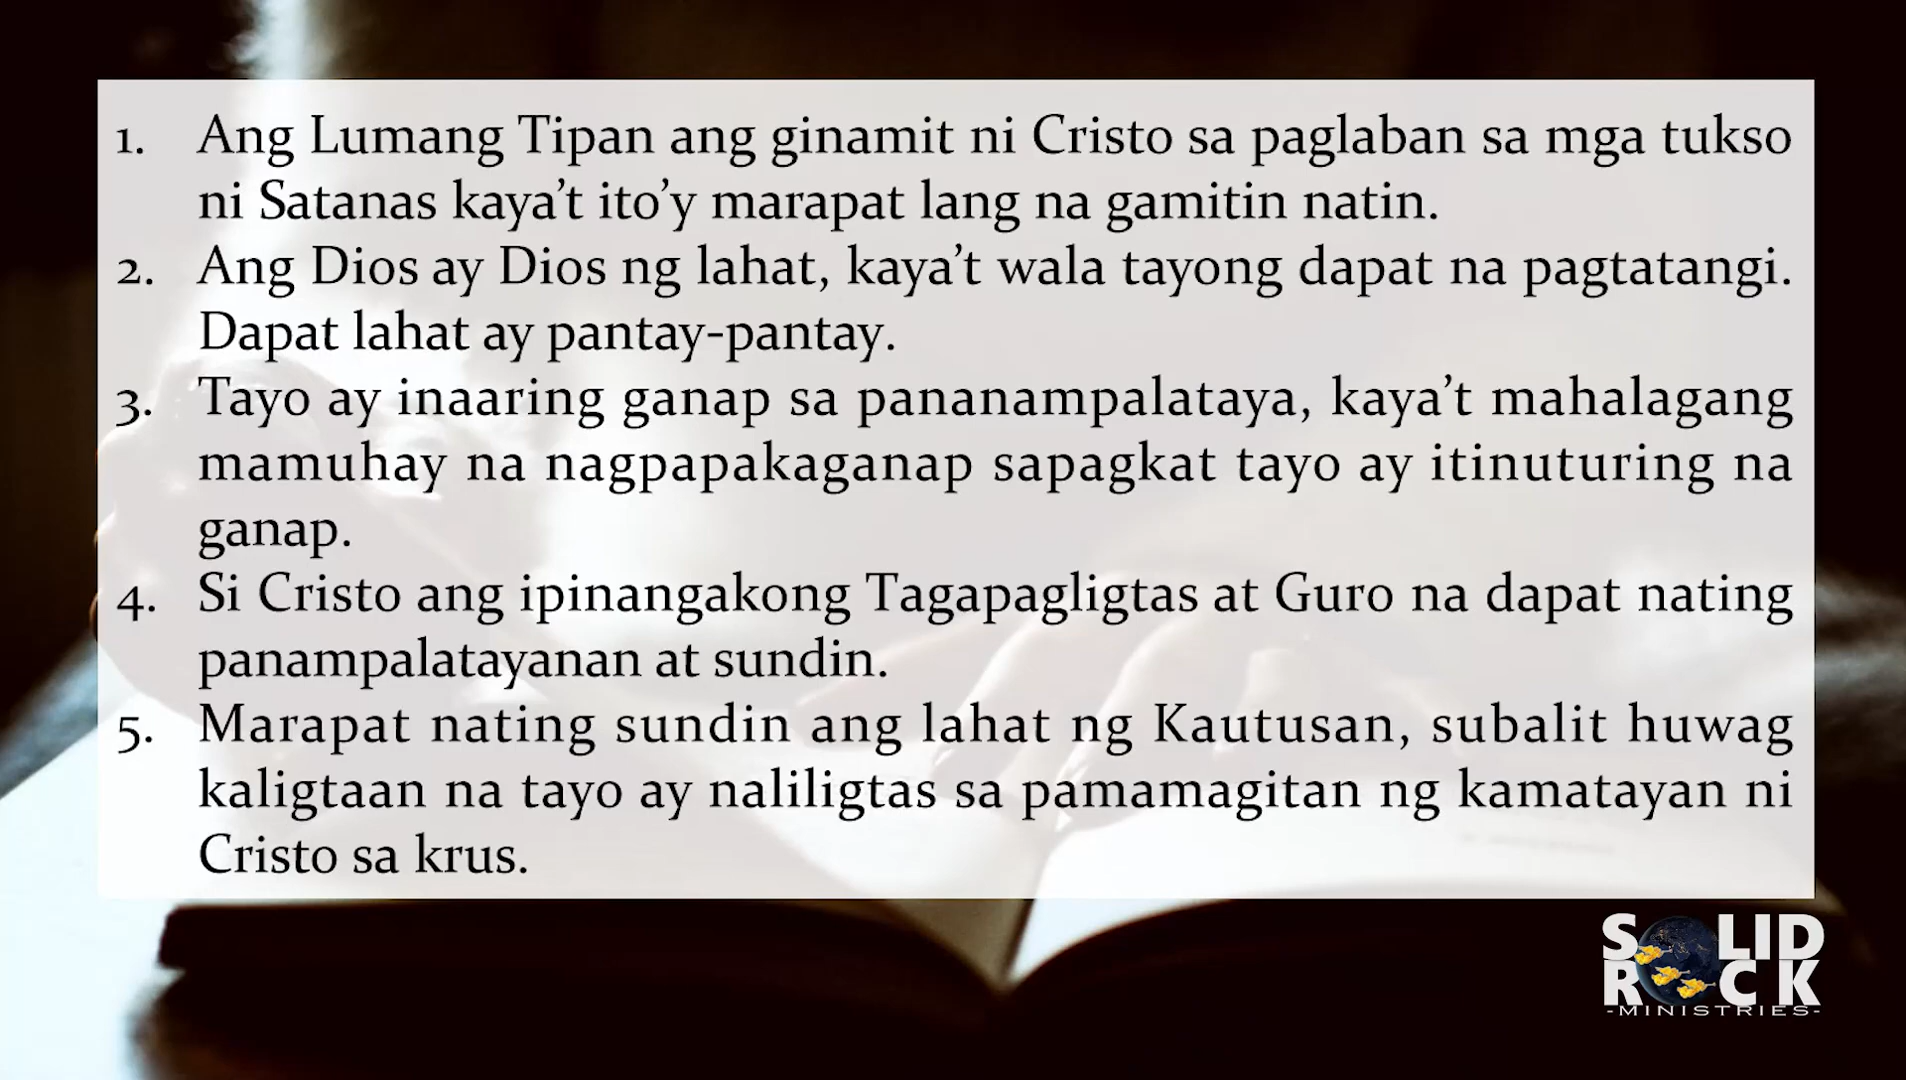 1. Ang Lumang Tipan ang ginamit ni Cristo sa paglaban sa mga tukso
ni Satanas kaya’t ito’y marapat lang na gamitin natin.
2. Ang Dios ay Dios ng lahat, kaya’t wala tayong dapat na pagtatangi.
Dapat lahat ay pantay-pantay.
3. Tayo ay inaaring ganap sa pananampalataya, kaya’t mahalagang
mamuhay na nagpapakaganap sapagkat tayo ay itinuturing na
ganap.
4. Si Cristo ang ipinangakong Tagapagligtas at Guro na dapat nating
panampalatayanan at sundin.
5. Marapat nating sundin ang lahat ng Kautusan, subalit huwag
kaligtaan na tayo ay naliligtas sa pamamagitan ng kamatayan ni
Cristo sa krus.
SOLID
ROCK
-MINISTRIES-